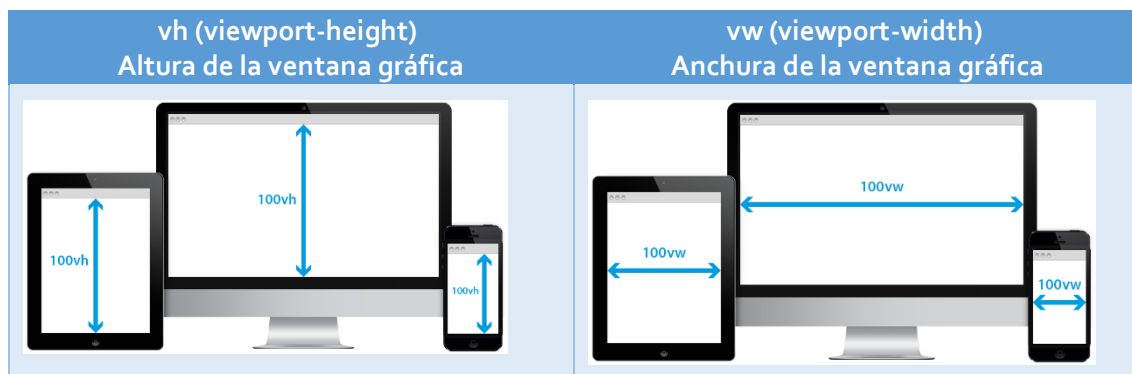 vh (viewport-height)
Altura de la ventana gráfica
vw (viewport-width)
Anchura de la ventana gráfica
100vh
100vh
100vh
100vw
100vw
100vw